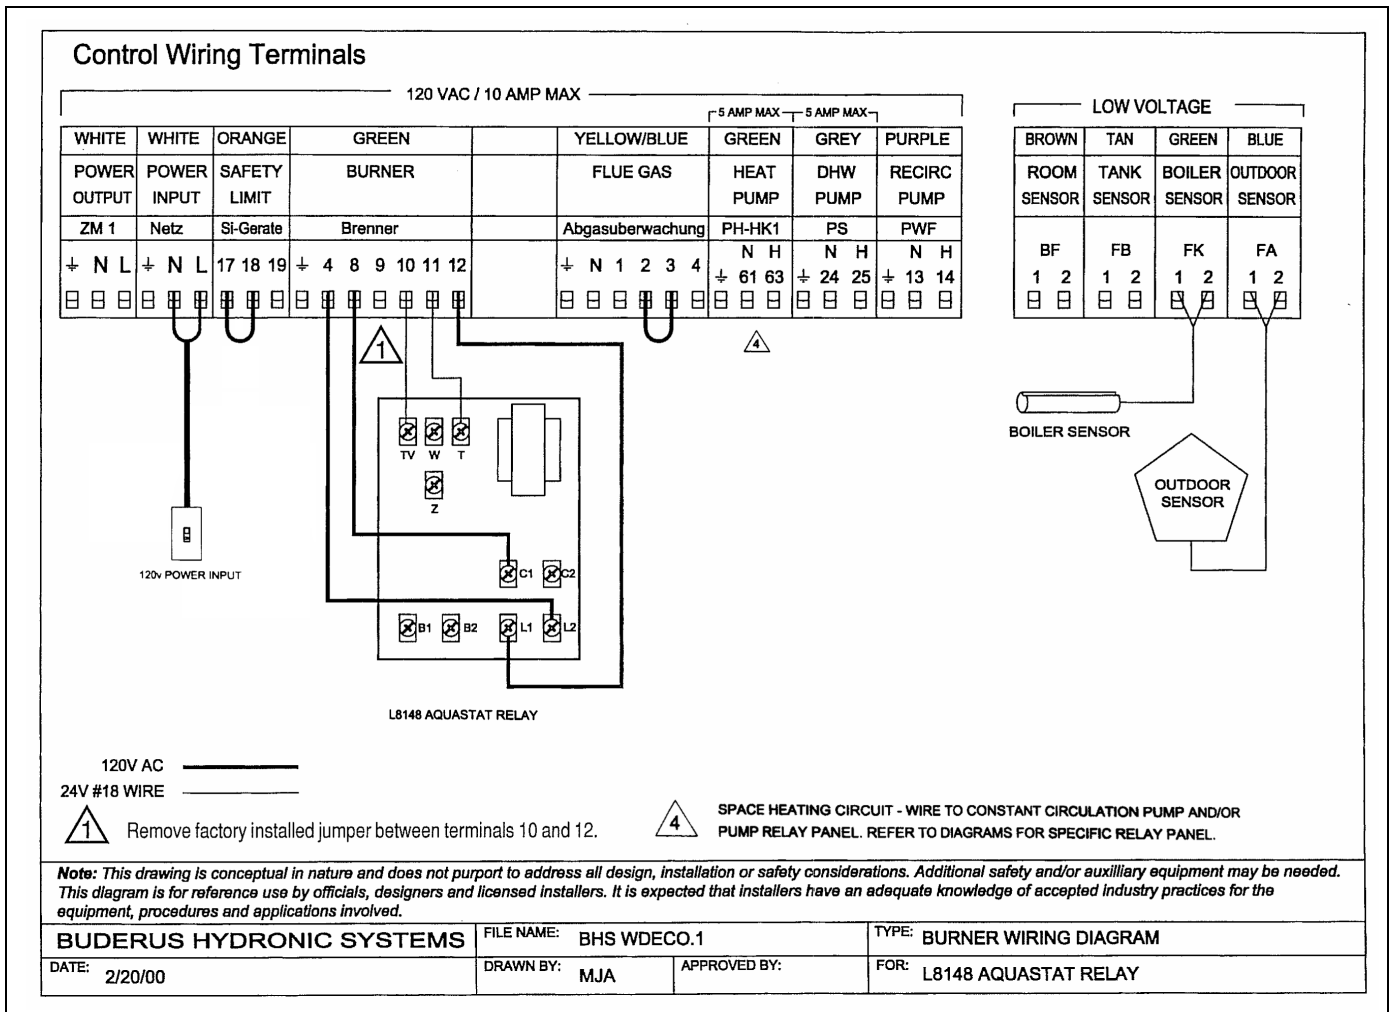 Control Wiring Terminals
120 VAC / 10 AMP MAX
5 AMP MAX 5 AMP MAX
LOW VOLTAGE
WHITE WHITE ORANGE GREEN YELLOW/BLUE GREEN GREY PURPLE
BROWN TAN GREEN BLUE
POWER OUTPUT
POWER INPUT
SAFETY LIMIT
BURNER
FLUE GAS
HEAT PUMP
DHW PUMP
RECIRC PUMP
ROOM SENSOR
TANK SENSOR
BOILER SENSOR
OUTDOOR SENSOR
ZM 1 Netz Si-Gerate Brenner Abgasuberwachung PH-HK1 PS PWF
BF FB FK FA
N H N H N H
N L N L 17 18 19 4 8 9 10 11 12 N 1 2 3 4 61 63 24 25 13 14
1 2 1 2 1 2 1 2
1
4
BOILER SENSOR
OUTDOOR
SENSOR
TV W T
Z
120v POWER INPUT
C1 C2
B1 B2 L1 L2
L8148 AQUASTAT RELAY
120V AC
24V #18 WIRE
1 Remove factory installed jumper between terminals 10 and 12.
4 SPACE HEATING CIRCUIT - WIRE TO CONSTANT CIRCULATION PUMP AND/OR
PUMP RELAY PANEL. REFER TO DIAGRAMS FOR SPECIFIC RELAY PANEL.
Note: This drawing is conceptual in nature and does not purport to address all design, installation or safety considerations. Additional safety and/or auxilliary equipment may be needed.
This diagram is for reference use by officials, designers and licensed installers. It is expected that installers have an adequate knowledge of accepted industry practices for the
equipment, procedures and applications involved.
BUDERUS HYDRONIC SYSTEMS
FILE NAME: BHS WDECO.1
TYPE: BURNER WIRING DIAGRAM
DATE: 2/20/00
DRAWN BY: MJA
APPROVED BY:
FOR: L8148 AQUASTAT RELAY